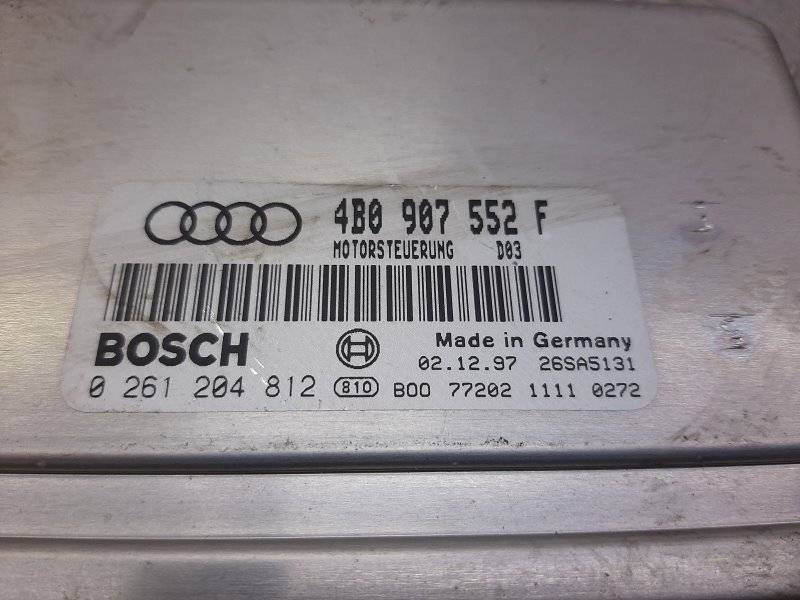 4B0 907 552 F
MOTORSTEUERUNG D03
BOSCH
Made in Germany
02.12.97 26SA5131
0 261 204 812 810 B00 77202 1111 0272